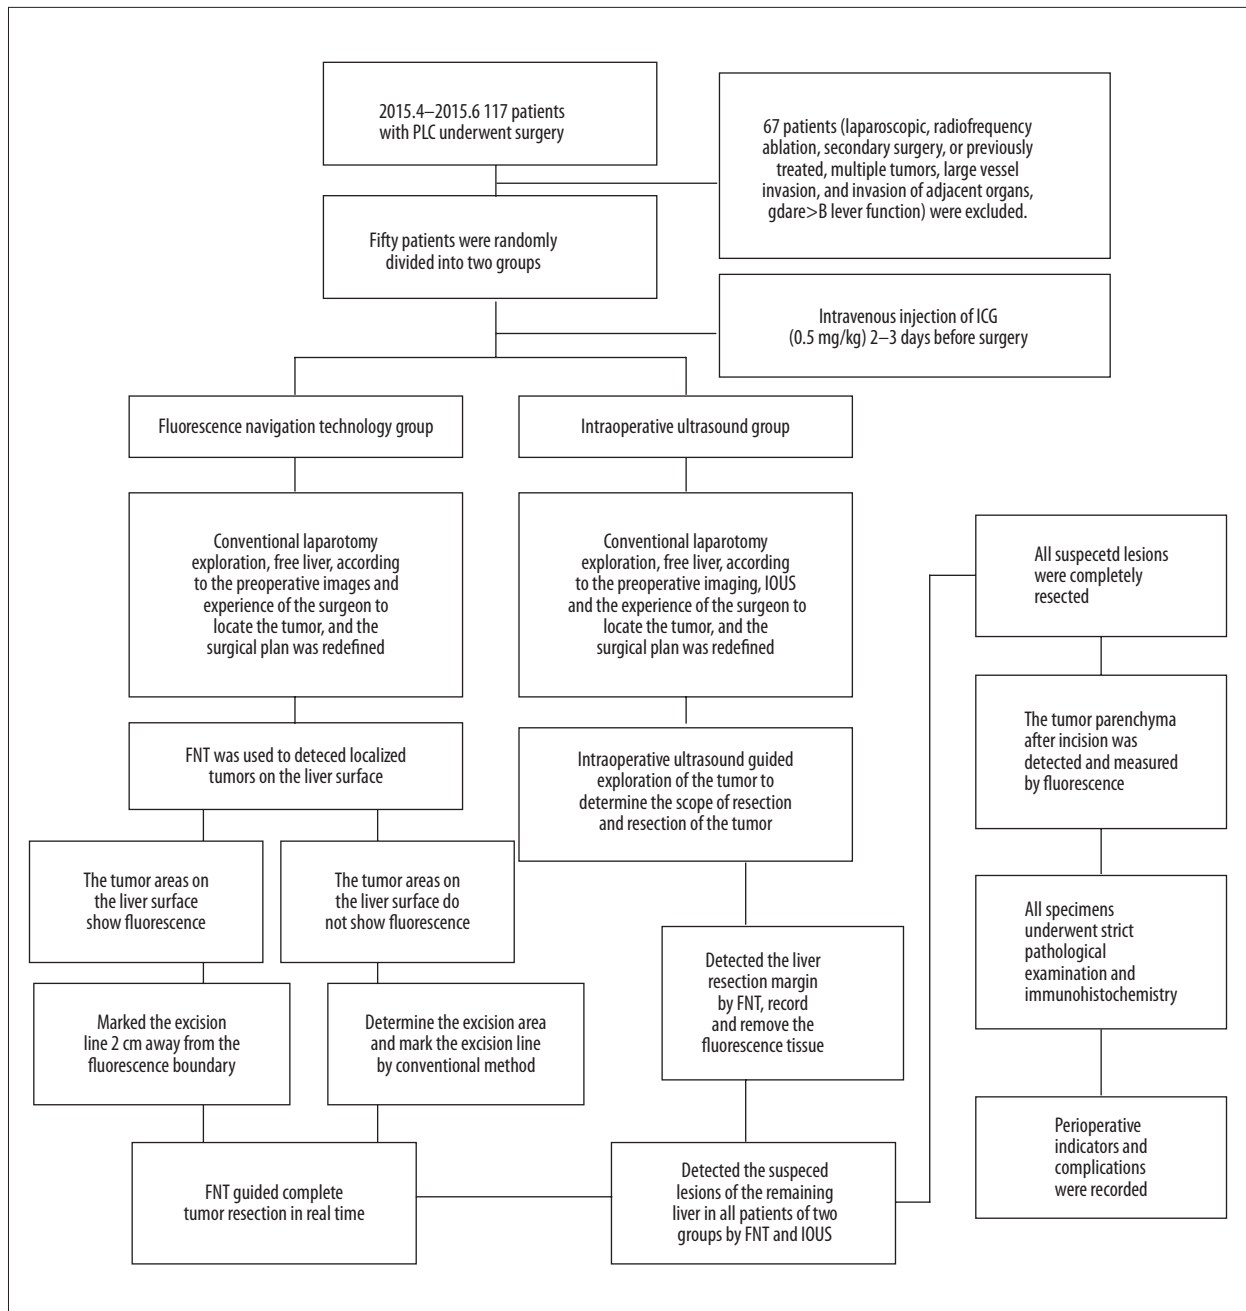 2015.4–2015.6 117 patients
with PLC underwent surgery
67 patients (laparoscopic, radiofrequency
ablation, secondary surgery, or previously
treated, multiple tumors, large vessel
invasion, and invasion of adjacent organs,
gdare>B lever function) were excluded.
Fifty patients were randomly
divided into two groups
Intravenous injection of ICG
(0.5 mg/kg) 2–3 days before surgery
Fluorescence navigation technology group
Intraoperative ultrasound group
Conventional laparotomy
exploration, free liver, according
to the preoperative images and
experience of the surgeon to
locate the tumor, and the
surgical plan was redefined
Conventional laparotomy
exploration, free liver, according
to the preoperative imaging, IOUS
and the experience of the surgeon to
locate the tumor, and the
surgical plan was redefined
FNT was used to deteced localized
tumors on the liver surface
Intraoperative ultrasound guided
exploration of the tumor to
determine the scope of resection
and resection of the tumor
The tumor areas on
the liver surface
show fluorescence
The tumor areas on
the liver surface do
not show fluorescence
Marked the excision
line 2 cm away from the
fluorescence boundary
Determine the excision area
and mark the excision line
by conventional method
Detected the liver
resection margin
by FNT, record
and remove the
fluorescence tissue
FNT guided complete
tumor resection in real time
Detected the suspeced
lesions of the remaining
liver in all patients of two
groups by FNT and IOUS
All suspecetd lesions
were completely
resected
The tumor parenchyma
after incision was
detected and measured
by fluorescence
All specimens
underwent strict
pathological
examination and
immunohistochemistry
Perioperative
indicators and
complications
were recorded